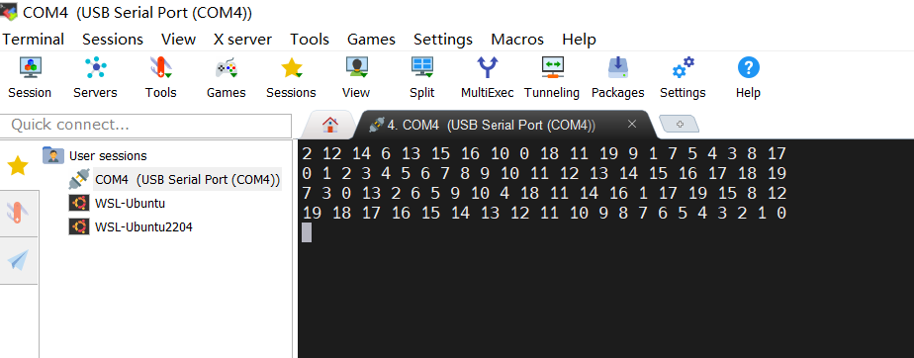 COM4 (USB Serial Port (COM4))
Terminal Sessions View X server Tools Games Settings Macros Help
Session Servers Tools Games Sessions View Split MultiExec Tunneling Packages Settings Help
Quick connect...
4. COM4 (USB Serial Port (COM4))
User sessions
COM4 (USB Serial Port (COM4))
WSL-Ubuntu
WSL-Ubuntu2204
2 12 14 6 13 15 16 10 0 18 11 19 9 1 7 5 4 3 8 17
0 1 2 3 4 5 6 7 8 9 10 11 12 13 14 15 16 17 18 19
7 3 0 13 2 6 5 9 10 4 18 11 14 16 1 17 19 15 8 12
19 18 17 16 15 14 13 12 11 10 9 8 7 6 5 4 3 2 1 0